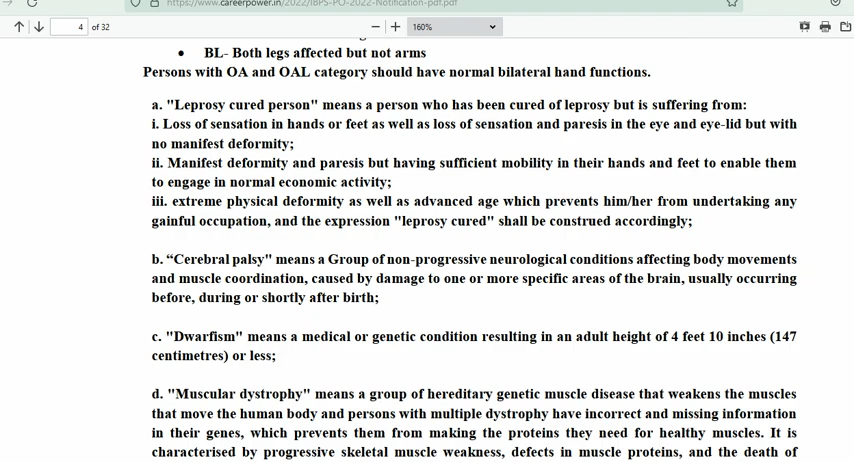 https://www.careerpower.in/2022/IBPS-PO-2022-Notification-pdf.pdf
4 of 32
160%
• BL- Both legs affected but not arms
Persons with OA and OAL category should have normal bilateral hand functions.
a. "Leprosy cured person" means a person who has been cured of leprosy but is suffering from:
i. Loss of sensation in hands or feet as well as loss of sensation and paresis in the eye and eye-lid but with
no manifest deformity;
ii. Manifest deformity and paresis but having sufficient mobility in their hands and feet to enable them
to engage in normal economic activity;
iii. extreme physical deformity as well as advanced age which prevents him/her from undertaking any
gainful occupation, and the expression "leprosy cured" shall be construed accordingly;
b. “Cerebral palsy" means a Group of non-progressive neurological conditions affecting body movements
and muscle coordination, caused by damage to one or more specific areas of the brain, usually occurring
before, during or shortly after birth;
c. "Dwarfism" means a medical or genetic condition resulting in an adult height of 4 feet 10 inches (147
centimetres) or less;
d. "Muscular dystrophy" means a group of hereditary genetic muscle disease that weakens the muscles
that move the human body and persons with multiple dystrophy have incorrect and missing information
in their genes, which prevents them from making the proteins they need for healthy muscles. It is
characterised by progressive skeletal muscle weakness, defects in muscle proteins, and the death of